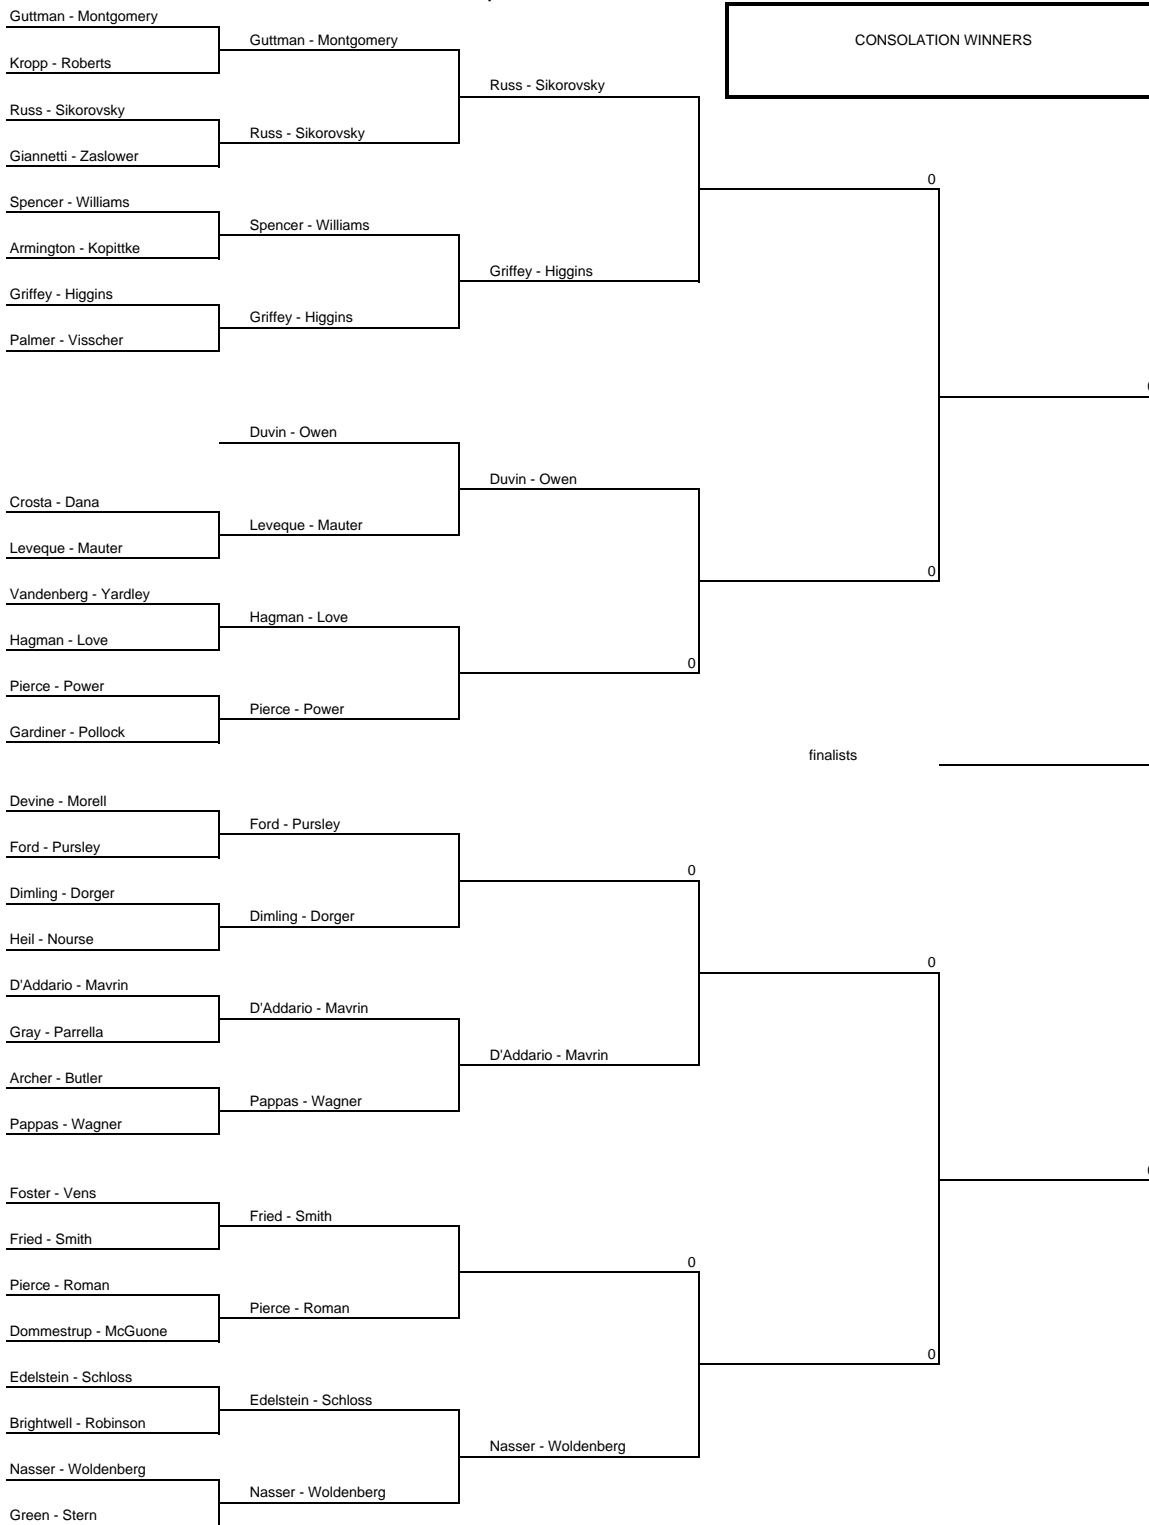 Guttman - Montgomery
Guttman - Montgomery
CONSOLATION WINNERS
Kropp - Roberts
Russ - Sikorovsky
Russ - Sikorovsky
Russ - Sikorovsky
Giannetti - Zaslower
0
Spencer - Williams
Spencer - Williams
Armington - Kopittke
Griffey - Higgins
Griffey - Higgins
Griffey - Higgins
Palmer - Visscher
Duvin - Owen
Duvin - Owen
Crosta - Dana
Leveque - Mauter
Leveque - Mauter
0
Vandenberg - Yardley
Hagman - Love
Hagman - Love
0
Pierce - Power
Pierce - Power
Gardiner - Pollock
finalists
Devine - Morell
Ford - Pursley
Ford - Pursley
0
Dimling - Dorger
Dimling - Dorger
Heil - Nourse
0
D'Addario - Mavrin
D'Addario - Mavrin
Gray - Parrella
D'Addario - Mavrin
Archer - Butler
Pappas - Wagner
Pappas - Wagner
Foster - Vens
Fried - Smith
Fried - Smith
0
Pierce - Roman
Pierce - Roman
Dommestrup - McGuone
0
Edelstein - Schloss
Edelstein - Schloss
Brightwell - Robinson
Nasser - Woldenberg
Nasser - Woldenberg
Nasser - Woldenberg
Green - Stern